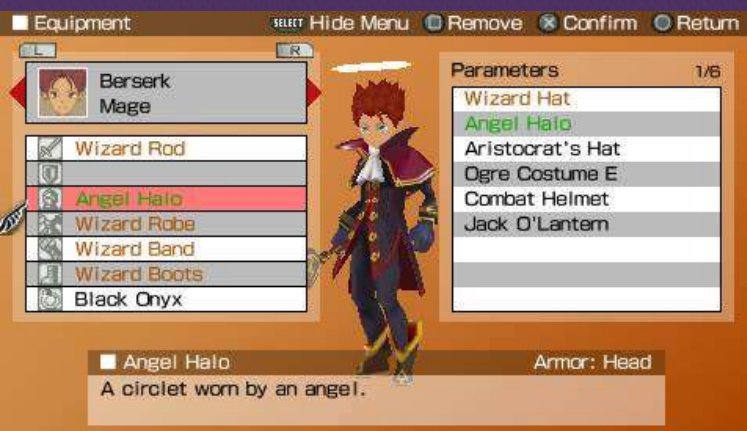 Equipment
SELECT Hide Menu Remove Confirm Return
L R
Berserk
Mage
Wizard Rod
Angel Halo
Wizard Robe
Wizard Band
Wizard Boots
Black Onyx
Parameters 1/6
Wizard Hat
Angel Halo
Aristocrat's Hat
Ogre Costume E
Combat Helmet
Jack O'Lantern
Angel Halo Armor: Head
A circlet worn by an angel.